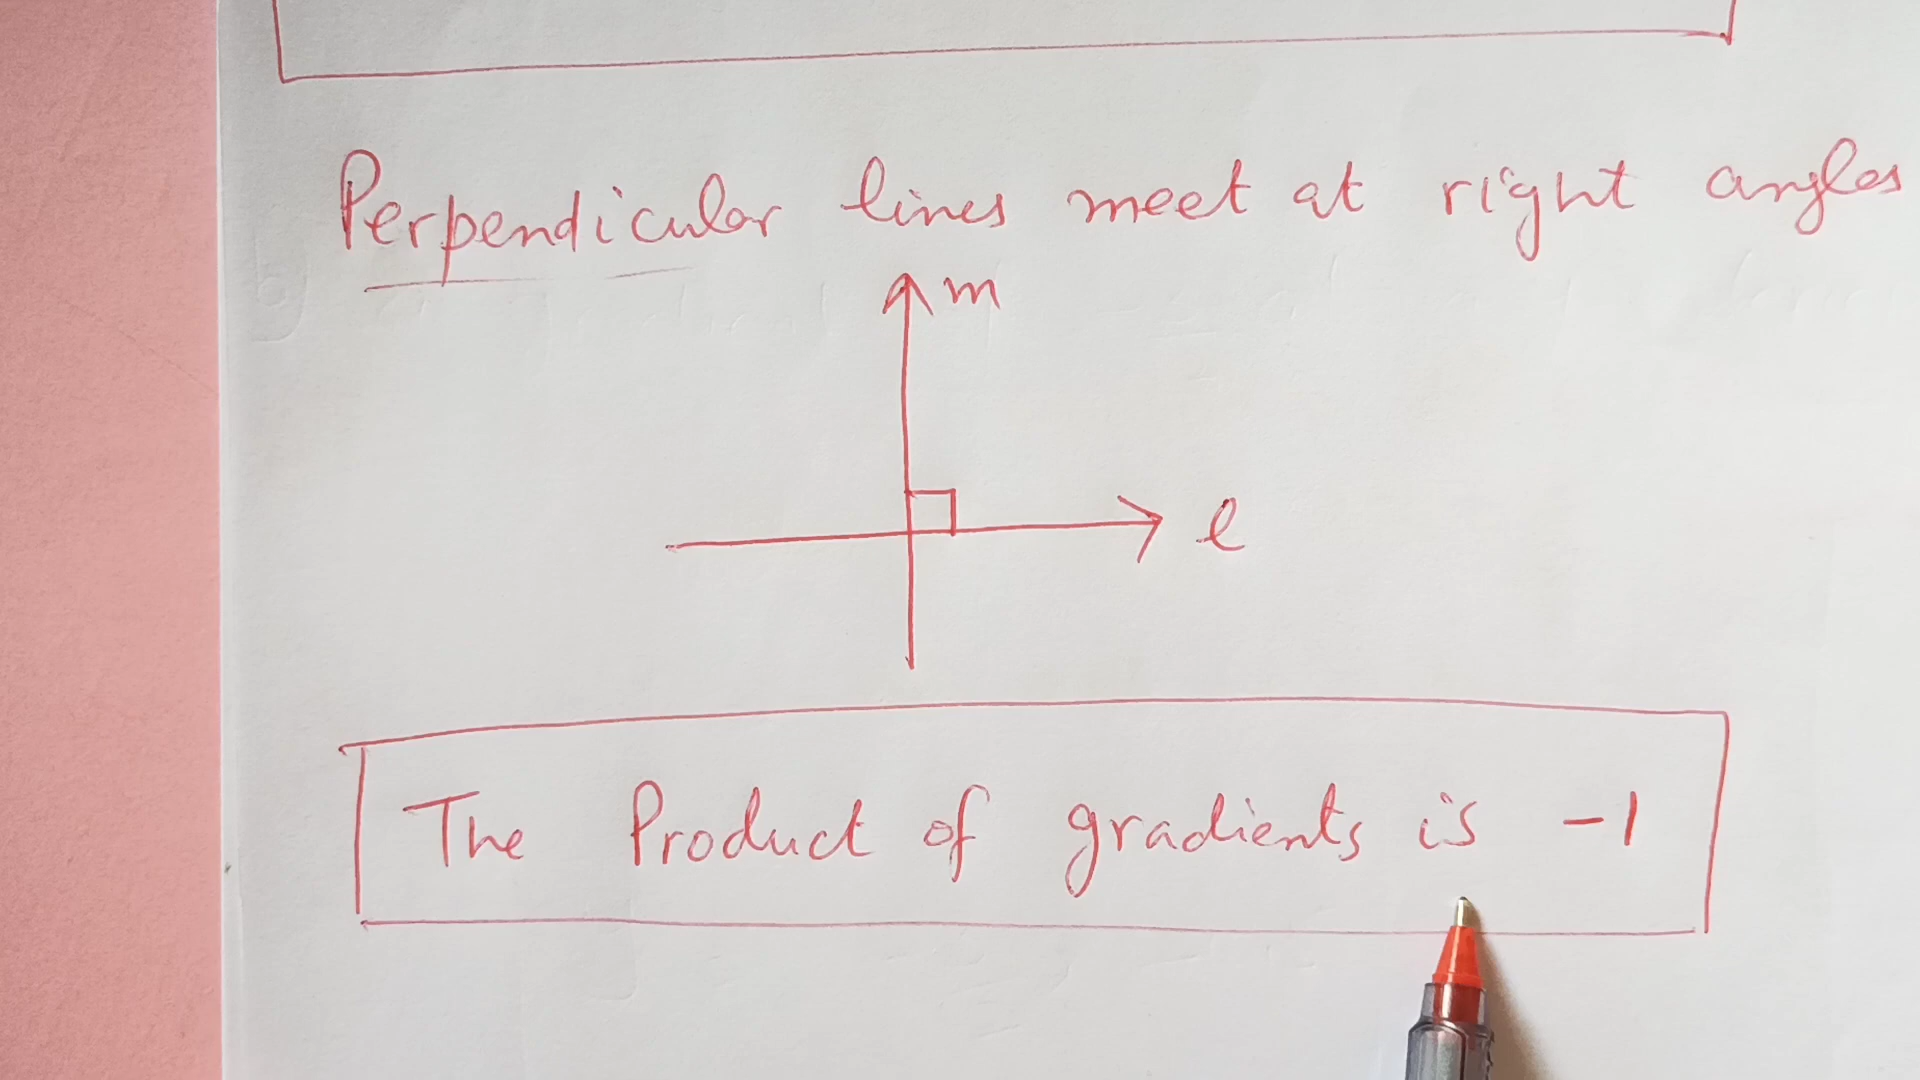 Perpendicular lines meet at right angles
m
l
The Product of gradients is -1